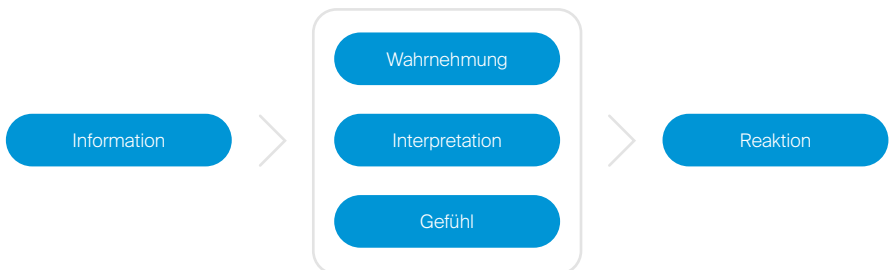 Information
Wahrnehmung
Interpretation
Gefühl
Reaktion